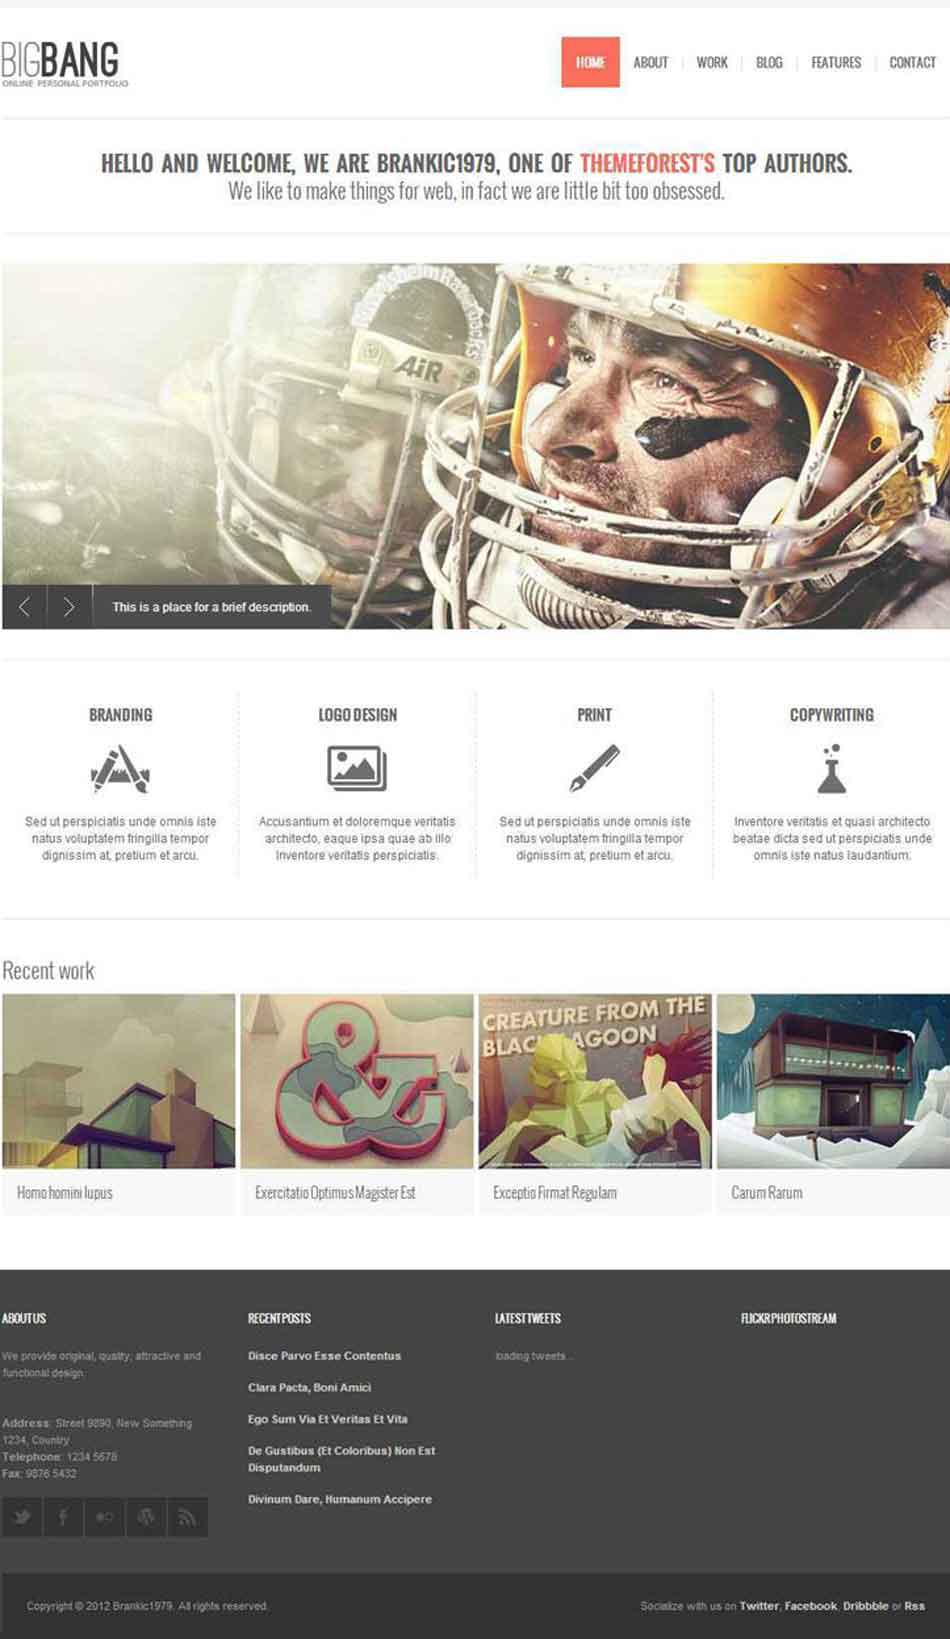 BIGBANG
ONLINE PERSONAL PORTFOLIO
HOME ABOUT WORK BLOG FEATURES CONTACT
HELLO AND WELCOME, WE ARE BRANKIC1979, ONE OF THEMEFOREST'S TOP AUTHORS.
We like to make things for web, in fact we are little bit too obsessed.
AiR
This is a place for a brief description.
BRANDING
Sed ut perspiciatis unde omnis iste
natus voluptatem fringilla tempor
dignissim at, pretium et arcu.
LOGO DESIGN
Accusantium et doloremque veritatis
architecto, eaque ipsa quae ab illo
inventore veritatis perspiciatis.
PRINT
Sed ut perspiciatis unde omnis iste
natus voluptatem fringilla tempor
dignissim at, pretium et arcu.
COPYWRITING
Inventore veritatis et quasi architecto
beatae dicta sed ut perspiciatis unde
omnis iste natus laudantium.
Recent work
&
CREATURE FROM THE
BLACK LAGOON
Homo homini lupus
Exercitatio Optimus Magister Est
Exceptio Firmat Regulam
Carum Rarum
ABOUT US
We provide original, quality, attractive and
functional design.
Address: Street 9890, New Something
1234, Country
Telephone: 1234 5678
Fax: 9876 5432
RECENT POSTS
Disce Parvo Esse Contentus
Clara Pacta, Boni Amici
Ego Sum Via Et Veritas Et Vita
De Gustibus (Et Coloribus) Non Est
Disputandum
Divinum Dare, Humanum Accipere
LATEST TWEETS
loading tweets...
FLICKR PHOTOSTREAM
Copyright © 2012 Brankic1979. All rights reserved.
Socialize with us on Twitter, Facebook, Dribbble or Rss